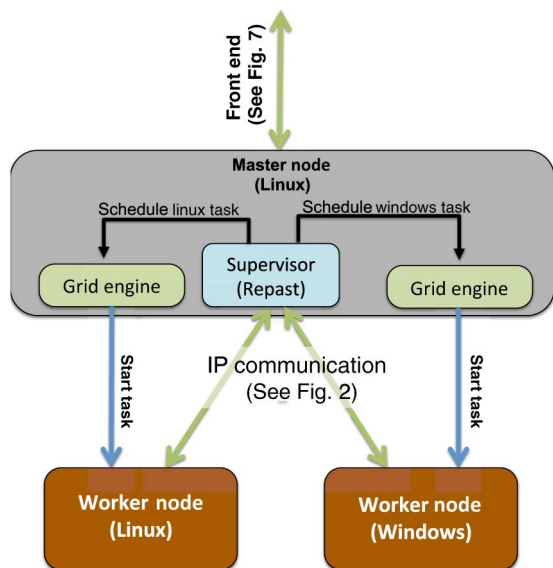 Front end
(See Fig. 7)
Master node
(Linux)
Schedule linux task
Schedule windows task
Grid engine
Supervisor
(Repast)
Grid engine
Start task
IP communication
(See Fig. 2)
Start task
Worker node
(Linux)
Worker node
(Windows)